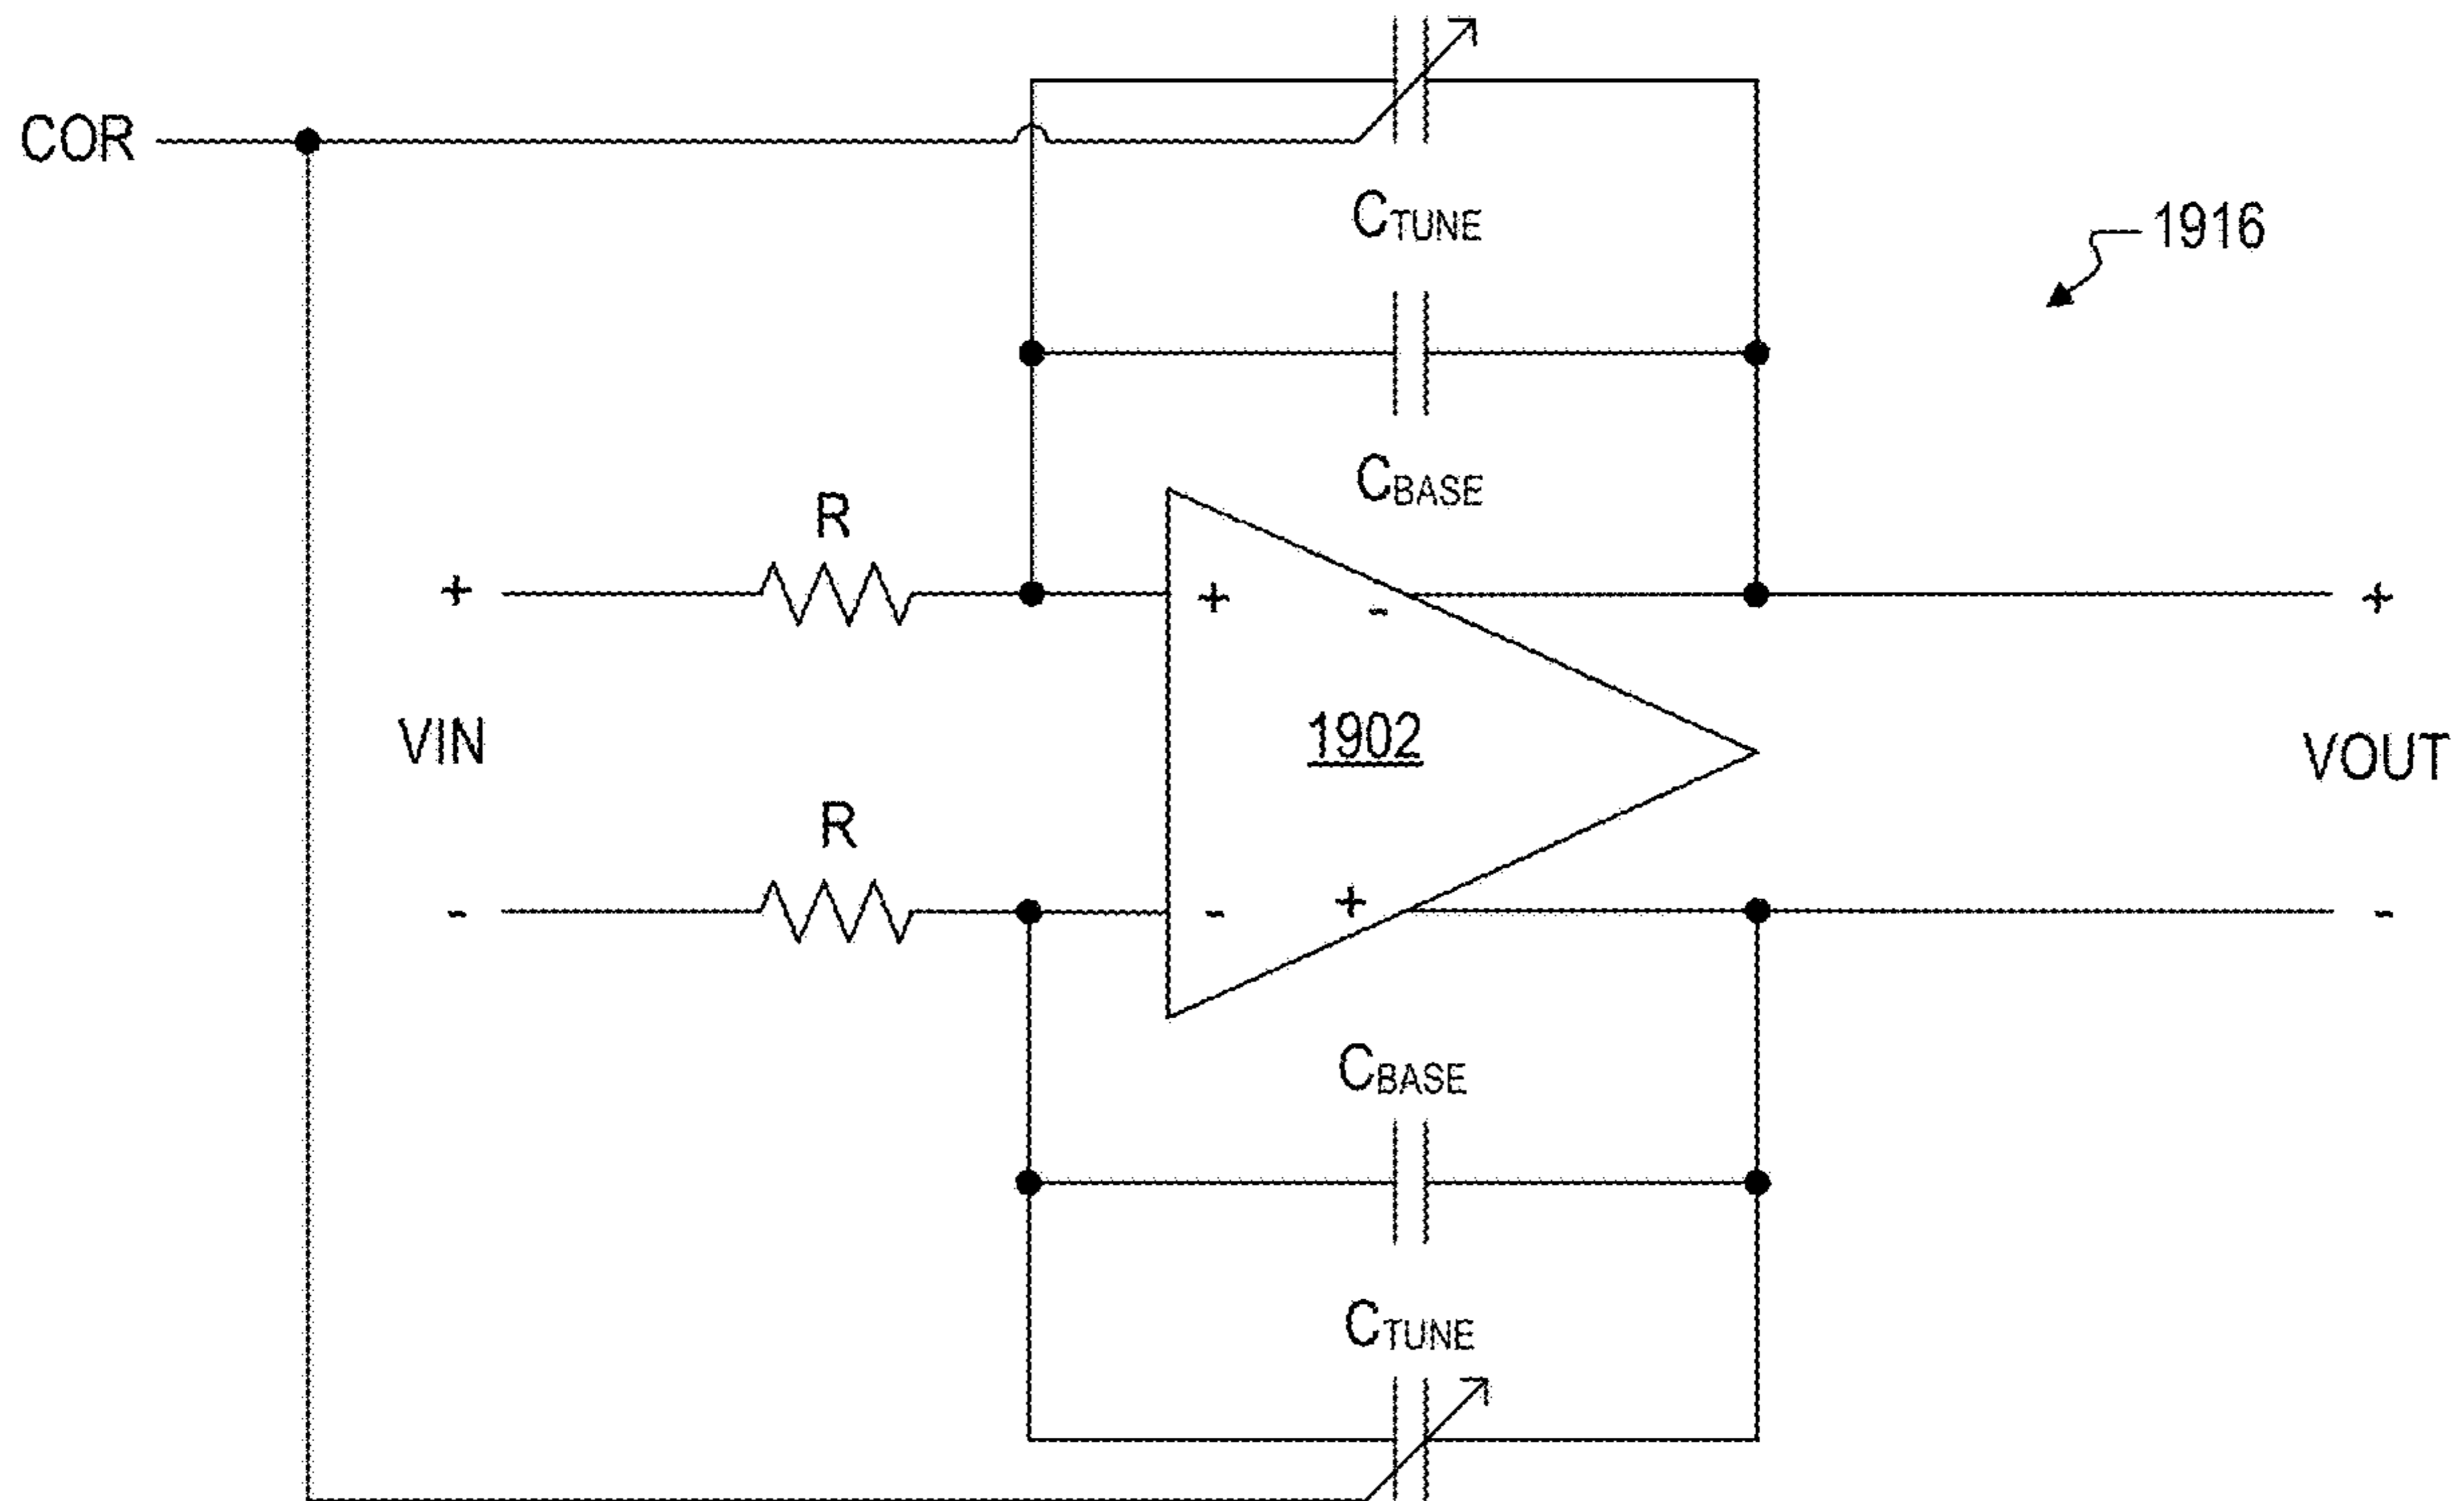 COR
CTUNE
1916
CBASE
R
+ + - +
VIN 1902 VOUT
R
- - + -
CBASE
CTUNE